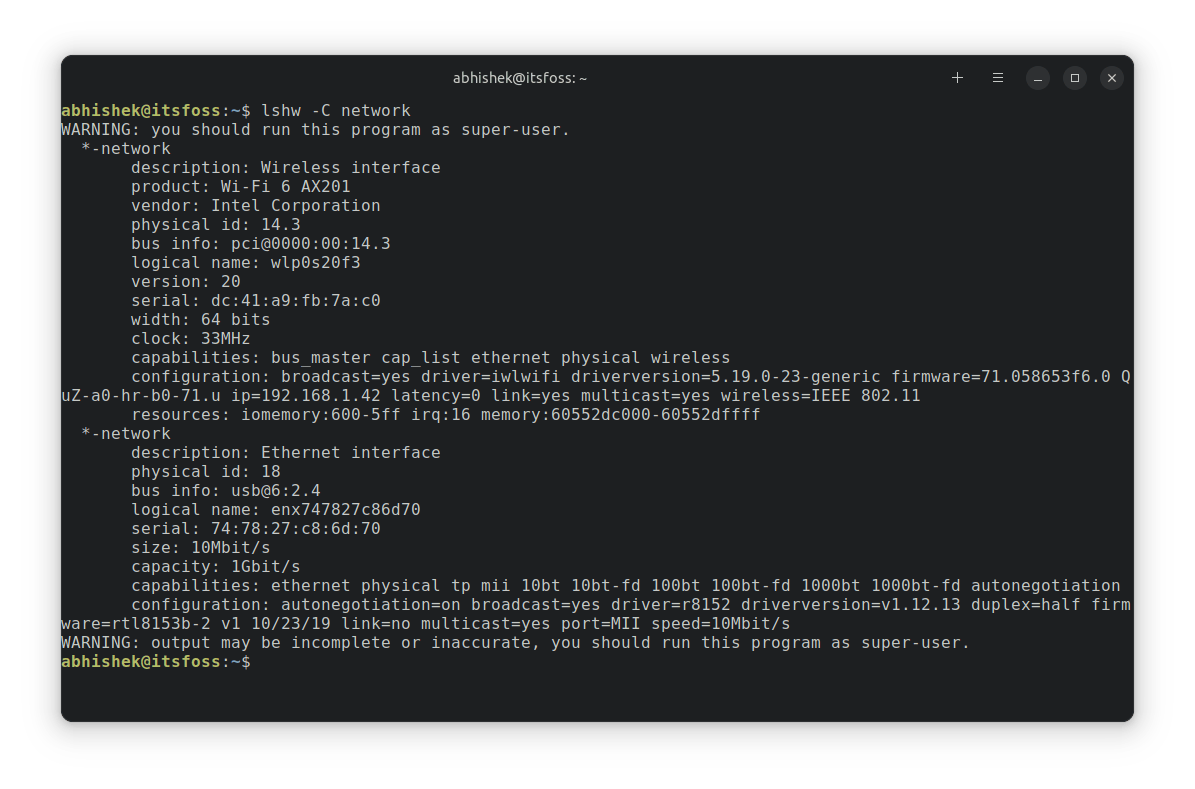 abhishek@itsfoss: ~
abhishek@itsfoss:~$ lshw -C network
WARNING: you should run this program as super-user.
  *-network
       description: Wireless interface
       product: Wi-Fi 6 AX201
       vendor: Intel Corporation
       physical id: 14.3
       bus info: pci@0000:00:14.3
       logical name: wlp0s20f3
       version: 20
       serial: dc:41:a9:fb:7a:c0
       width: 64 bits
       clock: 33MHz
       capabilities: bus_master cap_list ethernet physical wireless
       configuration: broadcast=yes driver=iwlwifi driverversion=5.19.0-23-generic firmware=71.058653f6.0 Q
uZ-a0-hr-b0-71.u ip=192.168.1.42 latency=0 link=yes multicast=yes wireless=IEEE 802.11
       resources: iomemory:600-5ff irq:16 memory:60552dc000-60552dffff
  *-network
       description: Ethernet interface
       physical id: 18
       bus info: usb@6:2.4
       logical name: enx747827c86d70
       serial: 74:78:27:c8:6d:70
       size: 10Mbit/s
       capacity: 1Gbit/s
       capabilities: ethernet physical tp mii 10bt 10bt-fd 100bt 100bt-fd 1000bt 1000bt-fd autonegotiation
       configuration: autonegotiation=on broadcast=yes driver=r8152 driverversion=v1.12.13 duplex=half firm
ware=rtl8153b-2 v1 10/23/19 link=no multicast=yes port=MII speed=10Mbit/s
WARNING: output may be incomplete or inaccurate, you should run this program as super-user.
abhishek@itsfoss:~$